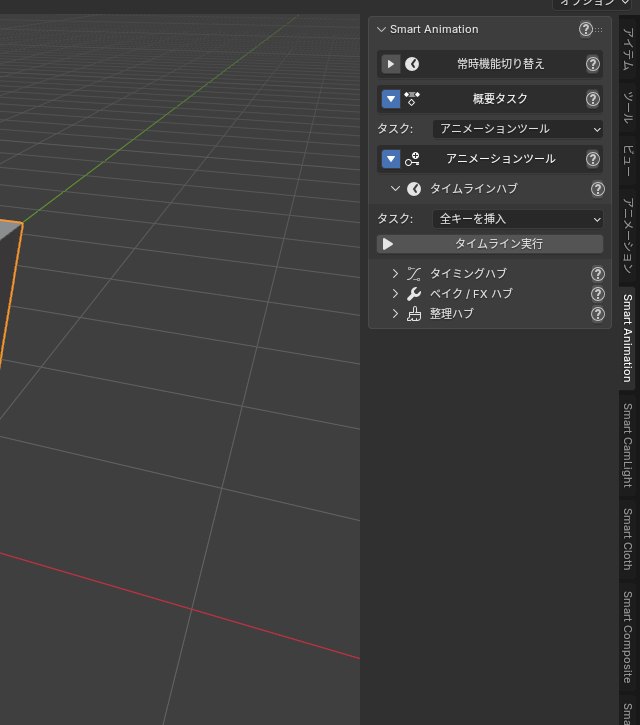 オプション
Smart Animation
常時機能切り替え
概要タスク
タスク: アニメーションツール
アニメーションツール
タイムラインハブ
タスク: 全キーを挿入
タイムライン実行
タイミングハブ
ベイク / FX ハブ
整理ハブ
アイテム
ツール
ビュー
アニメーション
Smart Animation
Smart CamLight
Smart Cloth
Smart Composite